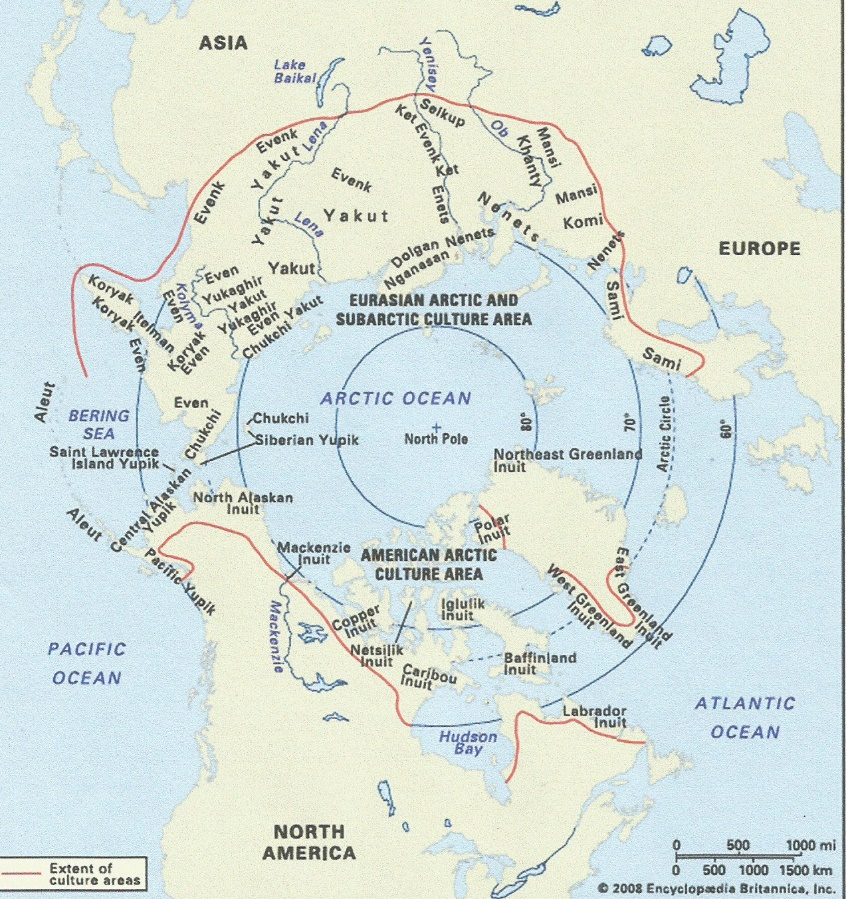 ASIA
Lake
Baikal
Yenisey
Selkup
Ob
Mansi
Khanty
Ket
Evenk
Ket
Enets
Evenk
Lena
Yakut
Evenk
Evenk
Yakut
Yakut
Lena
Yakut
Nenets
Mansi
Komi
Nenets
EUROPE
Dolgan
Nenets
Nganasan
Sami
Sami
Koryak
Koryak
Itelman
Even
Kolyma
Even
Even
Yukaghir
Yakut
Yukaghir
Even
Yakut
Chukchi
Koryak
Even
EURASIAN ARCTIC AND
SUBARCTIC CULTURE AREA
Aleut
BERING
SEA
Even
Chukchi
Chukchi
Siberian Yupik
Saint Lawrence
Island Yupik
ARCTIC OCEAN
North Pole
80°
70°
60°
Arctic Circle
Northeast Greenland
Inuit
Aleut
Central Alaskan
Yupik
North Alaskan
Inuit
Pacific Yupik
Polar
Inuit
Mackenzie
Inuit
AMERICAN ARCTIC
CULTURE AREA
Mackenzie
Copper
Inuit
Iglulik
Inuit
Netsilik
Inuit
Caribou
Inuit
Baffinland
Inuit
West Greenland
Inuit
East Greenland
Inuit
Labrador
Inuit
PACIFIC
OCEAN
Hudson
Bay
ATLANTIC
OCEAN
NORTH
AMERICA
Extent of
culture areas
0 500 1000 mi
0 500 1000 1500 km
© 2008 Encyclopædia Britannica, Inc.